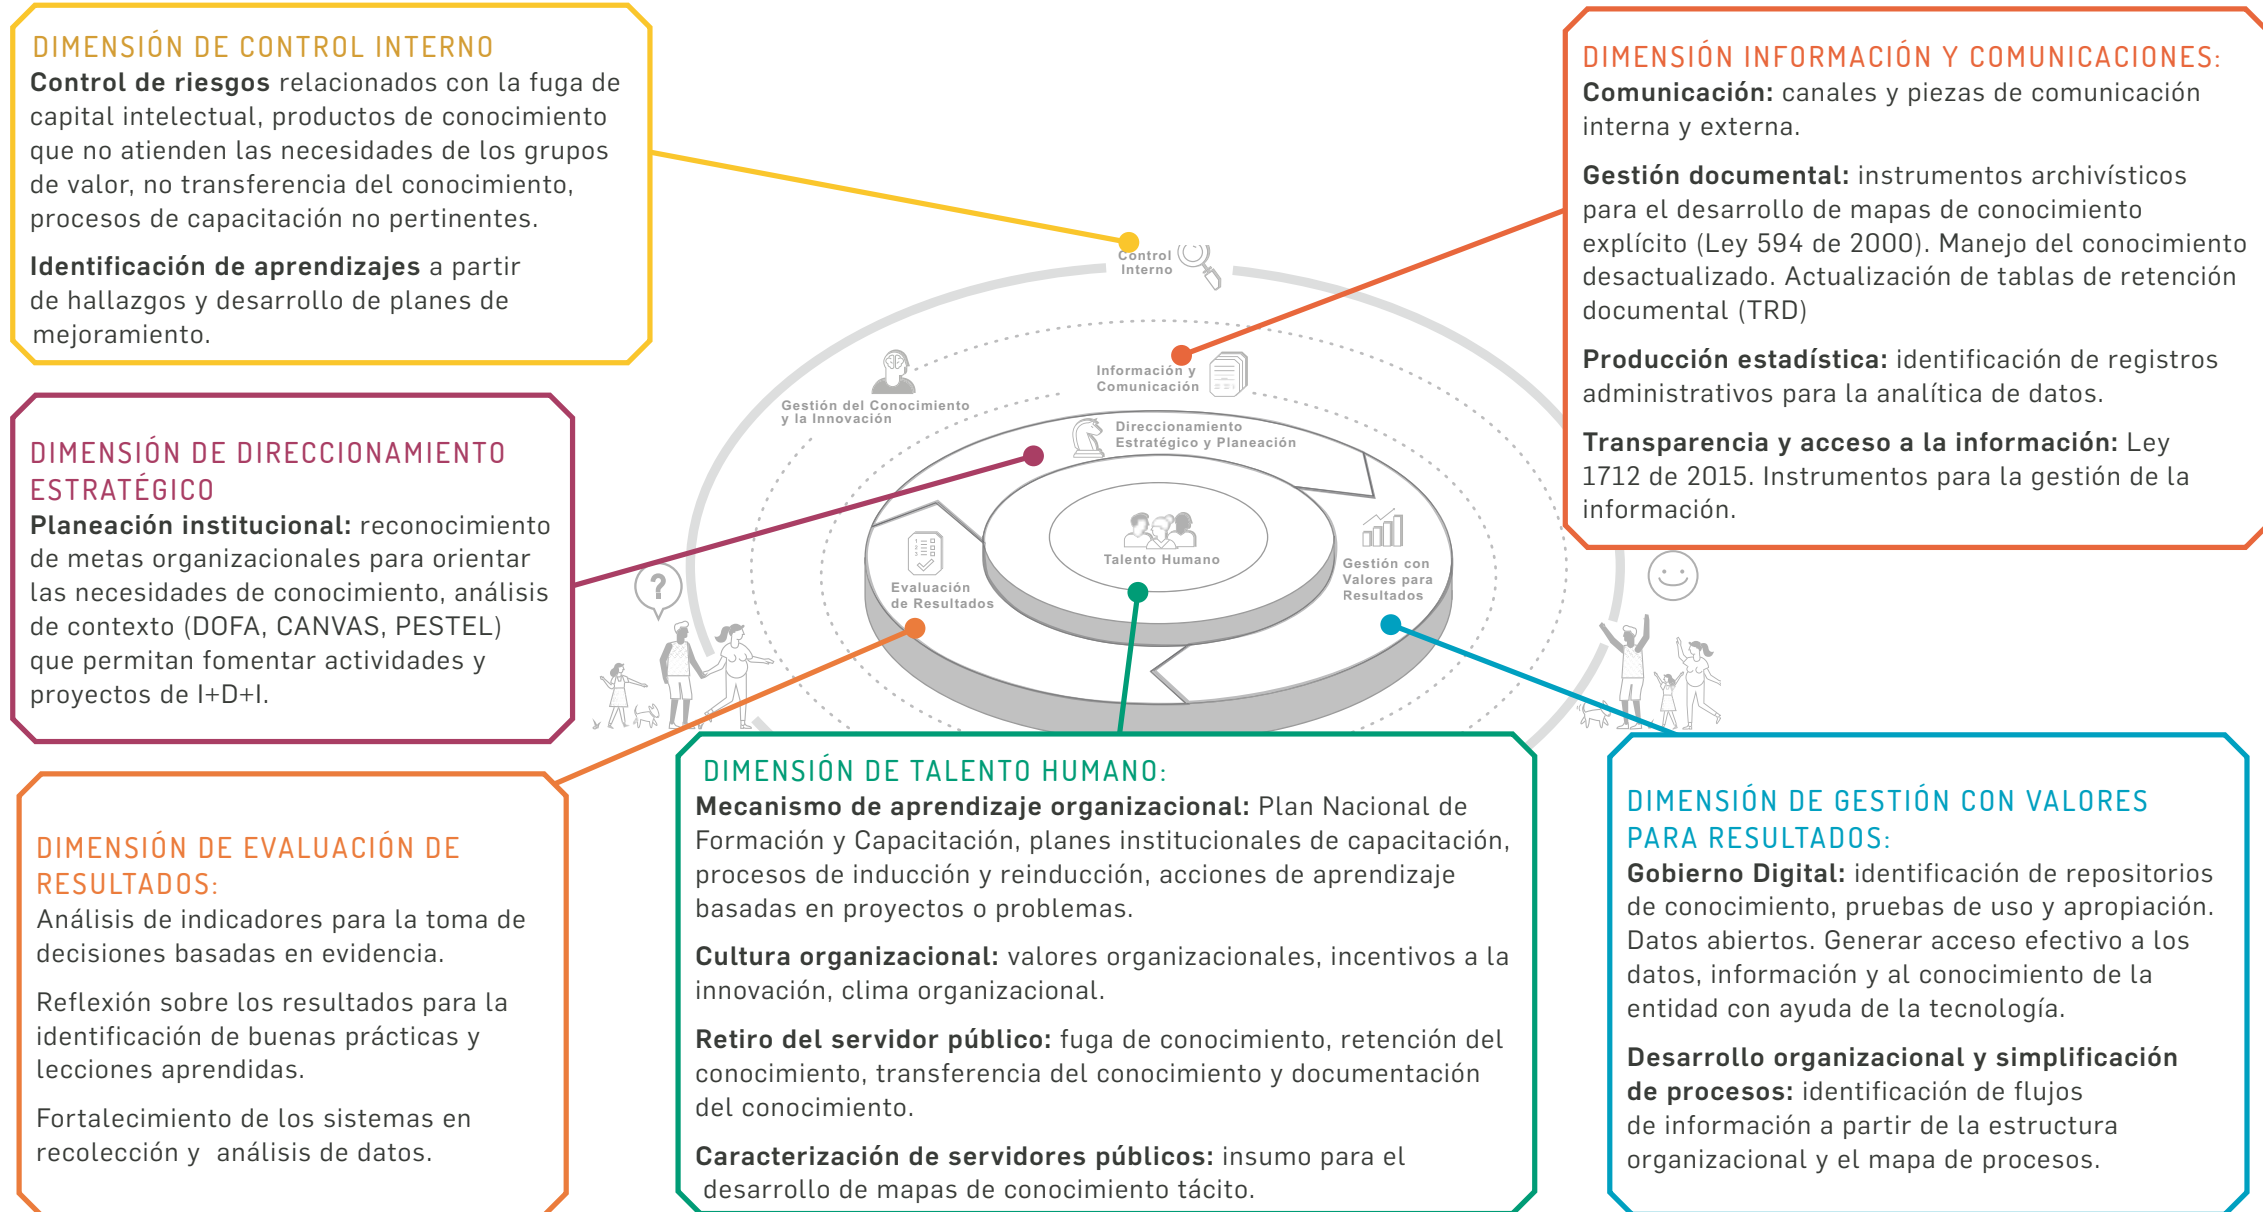 DIMENSIÓN DE CONTROL INTERNO
Control de riesgos relacionados con la fuga de
capital intelectual, productos de conocimiento
que no atienden las necesidades de los grupos
de valor, no transferencia del conocimiento,
procesos de capacitación no pertinentes.
Identificación de aprendizajes a partir
de hallazgos y desarrollo de planes de
mejoramiento.
DIMENSIÓN DE DIRECCIONAMIENTO
ESTRATÉGICO
Planeación institucional: reconocimiento
de metas organizacionales para orientar
las necesidades de conocimiento, análisis
de contexto (DOFA, CANVAS, PESTEL)
que permitan fomentar actividades y
proyectos de I+D+I.
DIMENSIÓN DE EVALUACIÓN DE
RESULTADOS:
Análisis de indicadores para la toma de
decisiones basadas en evidencia.
Reflexión sobre los resultados para la
identificación de buenas prácticas y
lecciones aprendidas.
Fortalecimiento de los sistemas en
recolección y análisis de datos.
Control
Interno
Información y
Comunicación
Gestión del Conocimiento
y la Innovación
Direccionamiento
Estratégico y Planeación
Talento Humano
Evaluación
de Resultados
Gestión con
Valores para
Resultados
?
DIMENSIÓN DE TALENTO HUMANO:
Mecanismo de aprendizaje organizacional: Plan Nacional de
Formación y Capacitación, planes institucionales de capacitación,
procesos de inducción y reinducción, acciones de aprendizaje
basadas en proyectos o problemas.
Cultura organizacional: valores organizacionales, incentivos a la
innovación, clima organizacional.
Retiro del servidor público: fuga de conocimiento, retención del
conocimiento, transferencia del conocimiento y documentación
del conocimiento.
Caracterización de servidores públicos: insumo para el
desarrollo de mapas de conocimiento tácito.
DIMENSIÓN INFORMACIÓN Y COMUNICACIONES:
Comunicación: canales y piezas de comunicación
interna y externa.
Gestión documental: instrumentos archivísticos
para el desarrollo de mapas de conocimiento
explícito (Ley 594 de 2000). Manejo del conocimiento
desactualizado. Actualización de tablas de retención
documental (TRD)
Producción estadística: identificación de registros
administrativos para la analítica de datos.
Transparencia y acceso a la información: Ley
1712 de 2015. Instrumentos para la gestión de la
información.
DIMENSIÓN DE GESTIÓN CON VALORES
PARA RESULTADOS:
Gobierno Digital: identificación de repositorios
de conocimiento, pruebas de uso y apropiación.
Datos abiertos. Generar acceso efectivo a los
datos, información y al conocimiento de la
entidad con ayuda de la tecnología.
Desarrollo organizacional y simplificación
de procesos: identificación de flujos
de información a partir de la estructura
organizacional y el mapa de procesos.